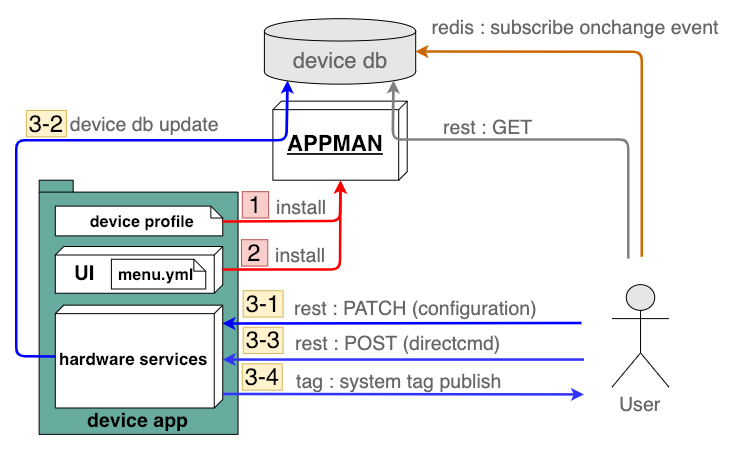 redis : subscribe onchange event
device db
3-2 device db update
rest : GET
APPMAN
1 install
device profile
2 install
UI
menu.yml
3-1 rest : PATCH (configuration)
3-3 rest : POST (directcmd)
hardware services
3-4 tag : system tag publish
User
device app